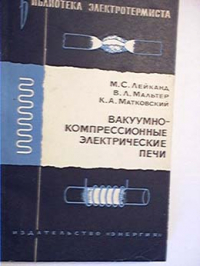 БИБЛИОТЕКА ЭЛЕКТРОТЕРМИСТА
М.С. ЛЕЙКАНД
В.Л. МАЛЬТЕР
К.А. МАТКОВСКИЙ
ВАКУУМНО-
КОМПРЕССИОННЫЕ
ЭЛЕКТРИЧЕСКИЕ
ПЕЧИ
ИЗДАТЕЛЬСТВО «ЭНЕРГИЯ»